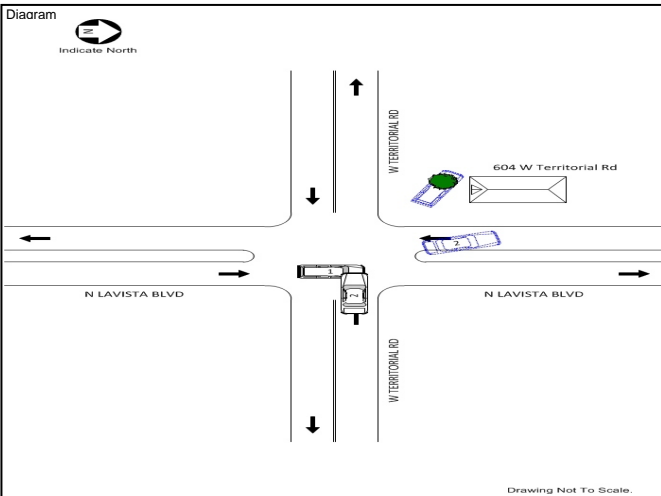 Diagram
N
Indicate North
W TERRITORIAL RD
604 W Territorial Rd
2
1
2
N LAVISTA BLVD
N LAVISTA BLVD
W TERRITORIAL RD
Drawing Not To Scale.